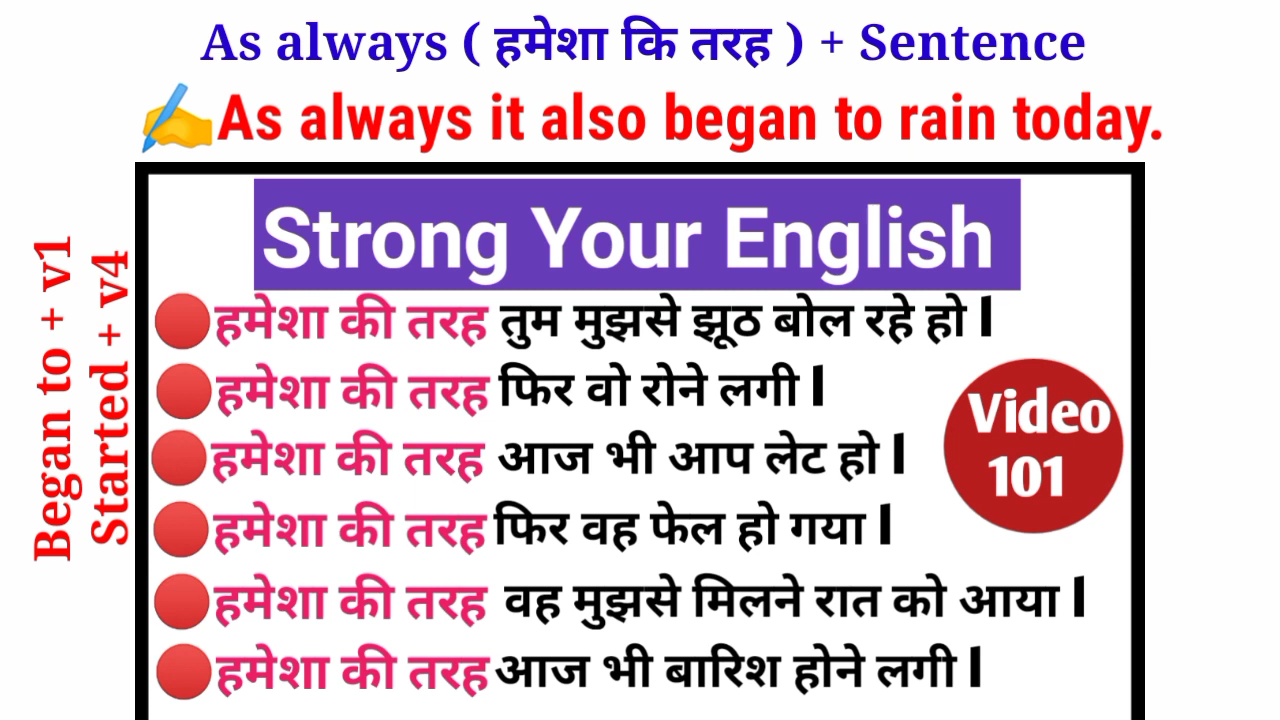 As always ( हमेशा कि तरह ) + Sentence
As always it also began to rain today.
Began to + v1
Started + v4
Strong Your English
हमेशा की तरह तुम मुझसे झूठ बोल रहे हो l
हमेशा की तरह फिर वो रोने लगी l
हमेशा की तरह आज भी आप लेट हो l
हमेशा की तरह फिर वह फेल हो गया l
हमेशा की तरह वह मुझसे मिलने रात को आया l
हमेशा की तरह आज भी बारिश होने लगी l
Video
101